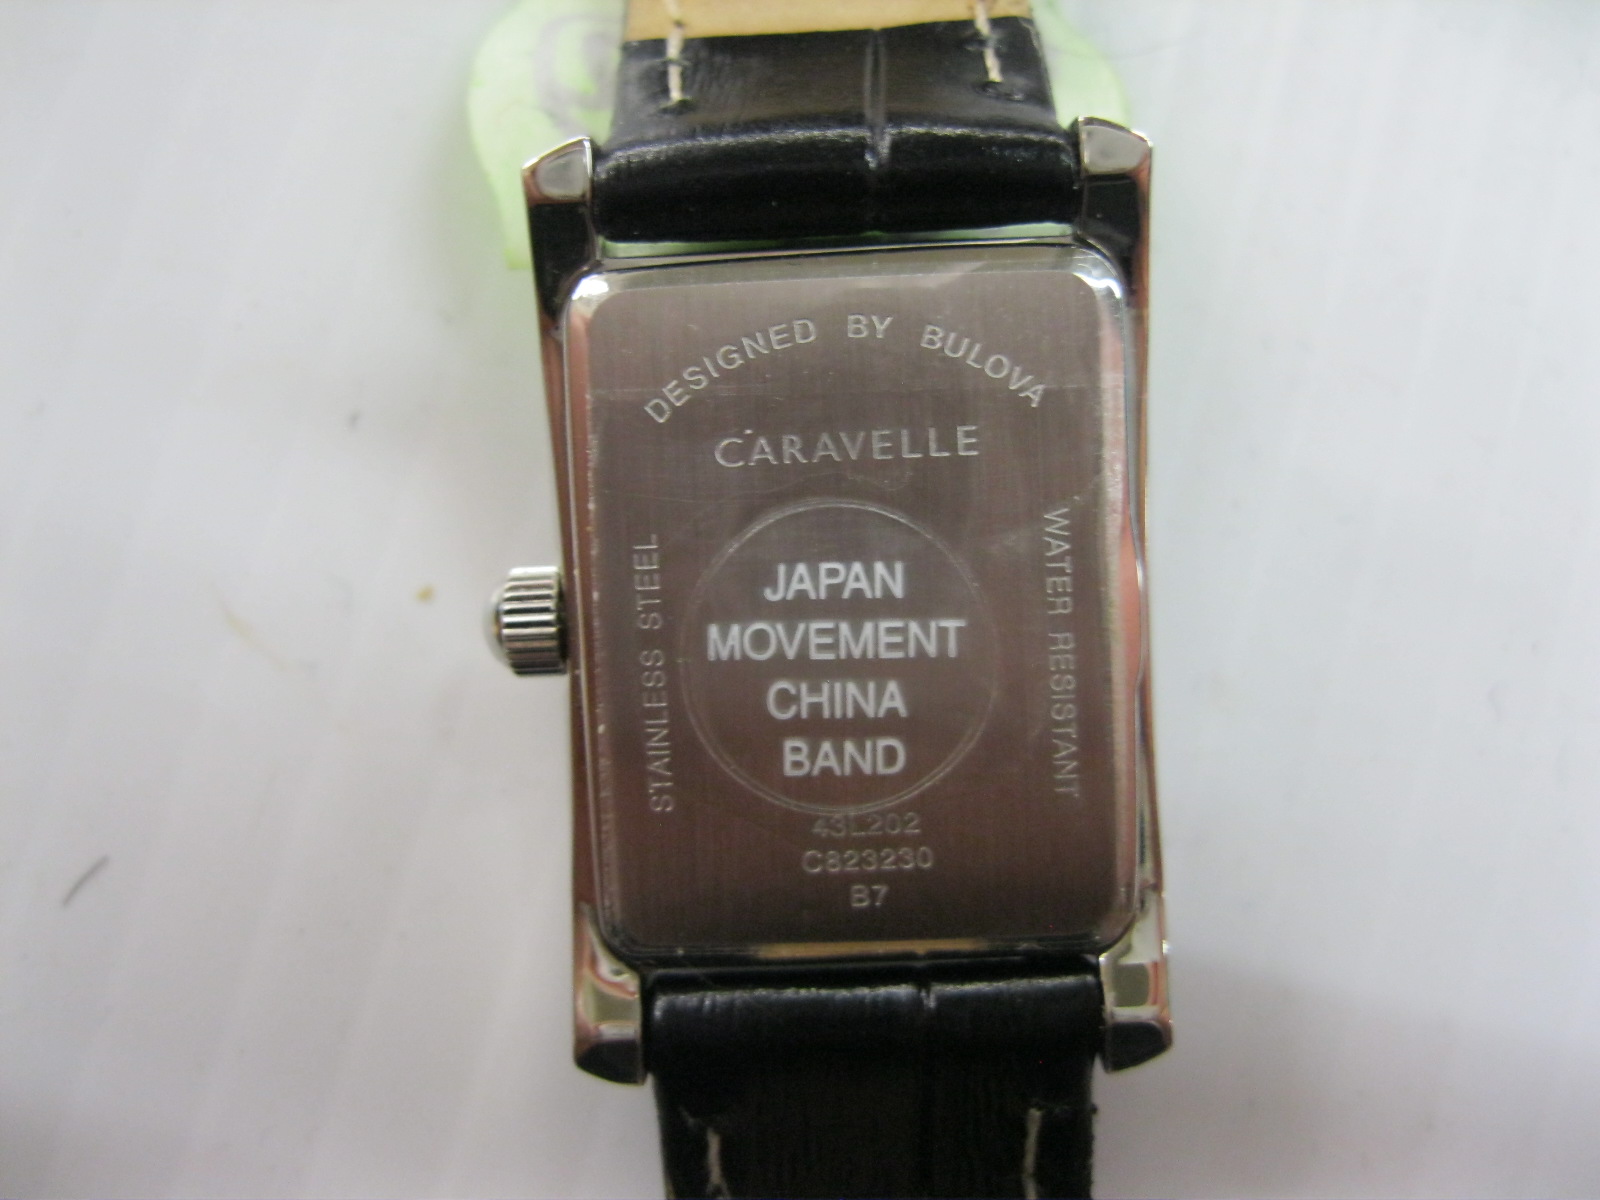 DESIGNED BY BULOVA
CARAVELLE
STAINLESS STEEL
WATER RESISTANT
JAPAN
MOVEMENT
CHINA
BAND
43L202
C823230
B7